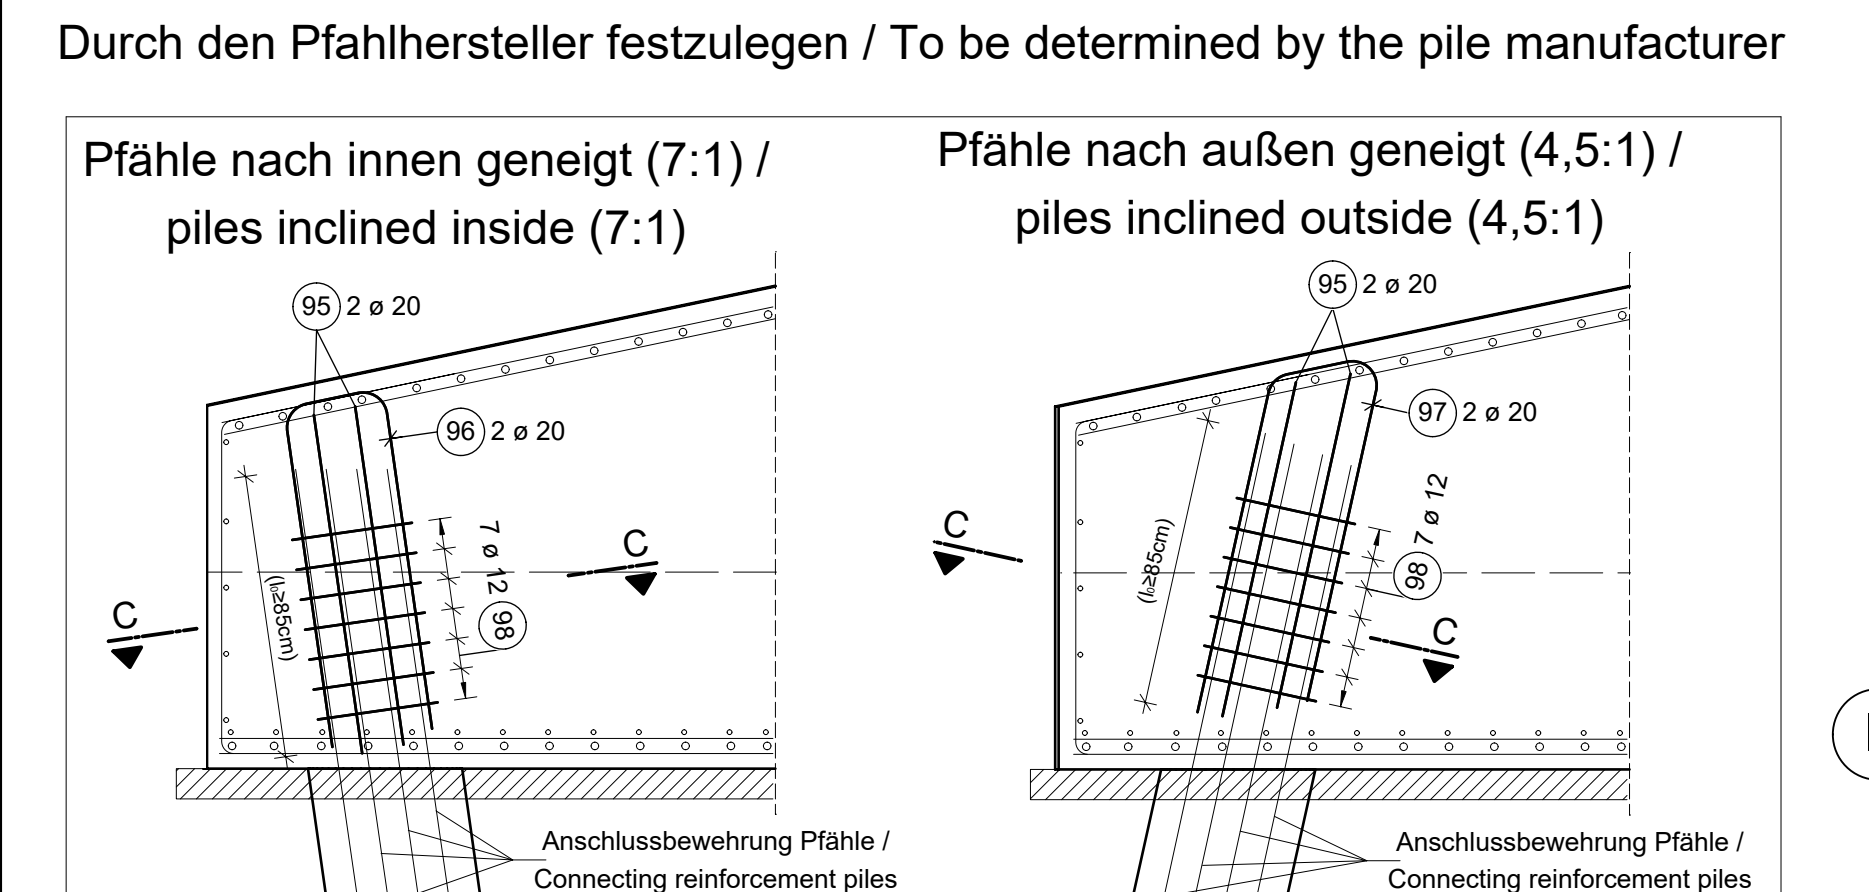 Durch den Pfahlhersteller festzulegen / To be determined by the pile manufacturer
Pfähle nach innen geneigt (7:1) /
piles inclined inside (7:1)
95 2 ø 20
96 2 ø 20
7 ø 12 98
(l₀≥85cm)
C
C
Anschlussbewehrung Pfähle /
Connecting reinforcement piles
Pfähle nach außen geneigt (4,5:1) /
piles inclined outside (4,5:1)
95 2 ø 20
97 2 ø 20
98 7 ø 12
(l₀≥85cm)
C
C
Anschlussbewehrung Pfähle /
Connecting reinforcement piles